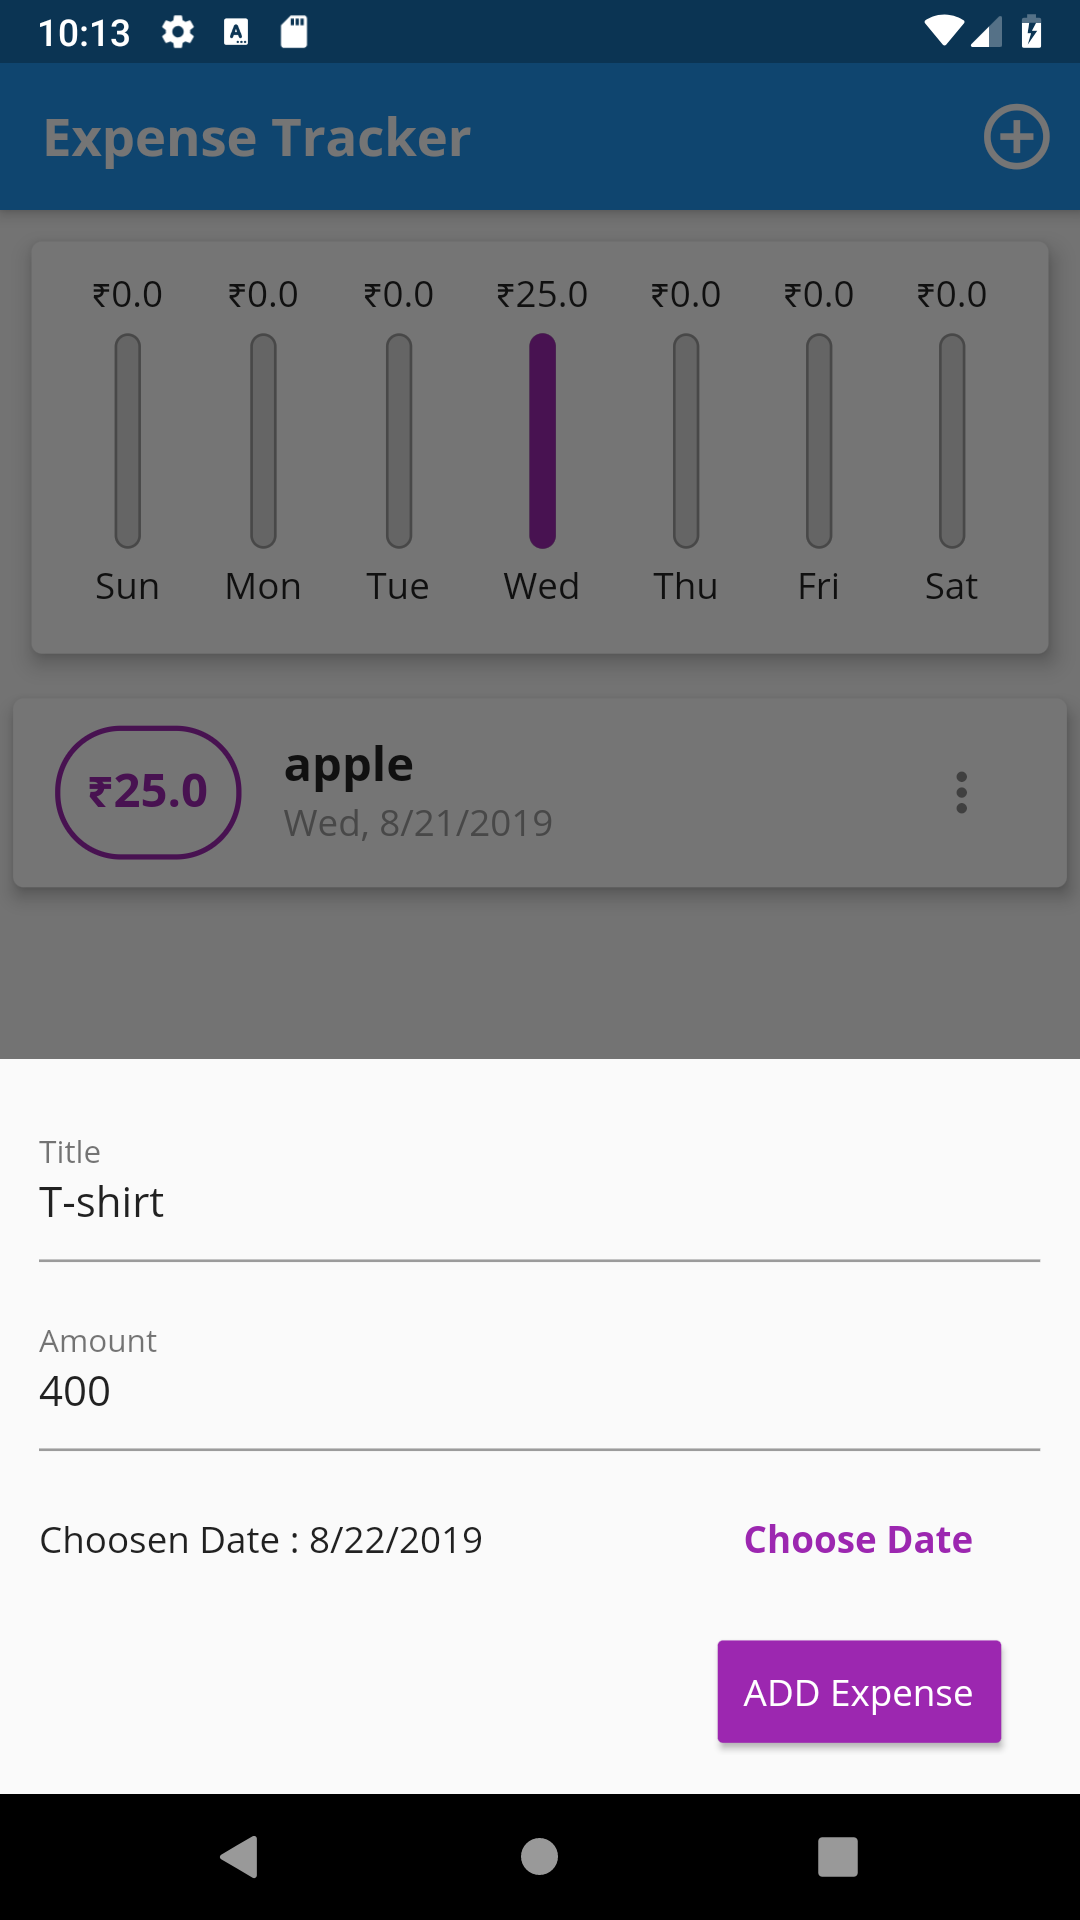 10:13
Expense Tracker
₹0.0 ₹0.0 ₹0.0 ₹25.0 ₹0.0 ₹0.0 ₹0.0
Sun Mon Tue Wed Thu Fri Sat
₹25.0
apple
Wed, 8/21/2019
Title
T-shirt
Amount
400
Choosen Date : 8/22/2019 Choose Date
ADD Expense